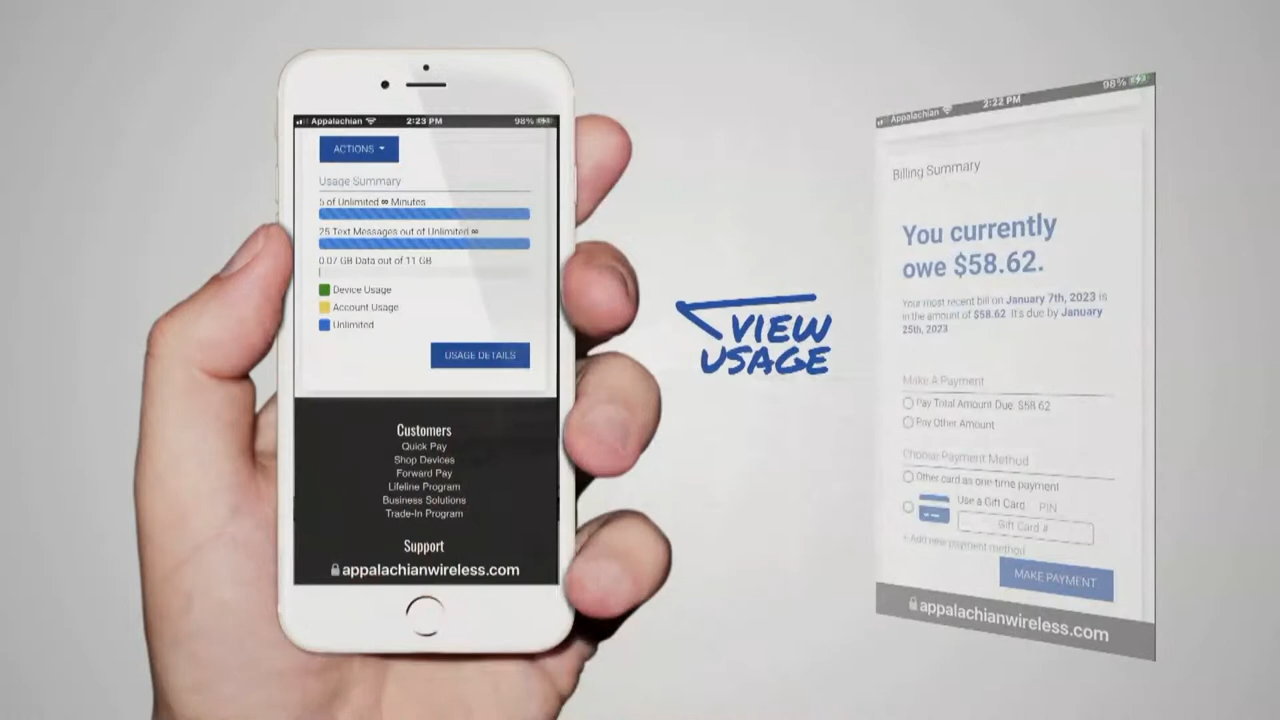 Appalachian 2:23 PM 98%
ACTIONS
Usage Summary
5 of Unlimited ∞ Minutes
25 Text Messages out of Unlimited ∞
0.07 GB Data out of 11 GB
Device Usage
Account Usage
Unlimited
USAGE DETAILS
Customers
Quick Pay
Shop Devices
Forward Pay
Lifeline Program
Business Solutions
Trade-In Program
Support
appalachianwireless.com
VIEW
USAGE
Appalachian 2:22 PM 98%
Billing Summary
You currently
owe $58.62.
Your most recent bill on January 7th, 2023 is
in the amount of $58.62. It's due by January
25th, 2023
Make A Payment
Pay Total Amount Due: $58.62
Pay Other Amount
Choose Payment Method
Other card as one time payment
Use a Gift Card PIN
Gift Card #
+ Add new payment method
MAKE PAYMENT
appalachianwireless.com